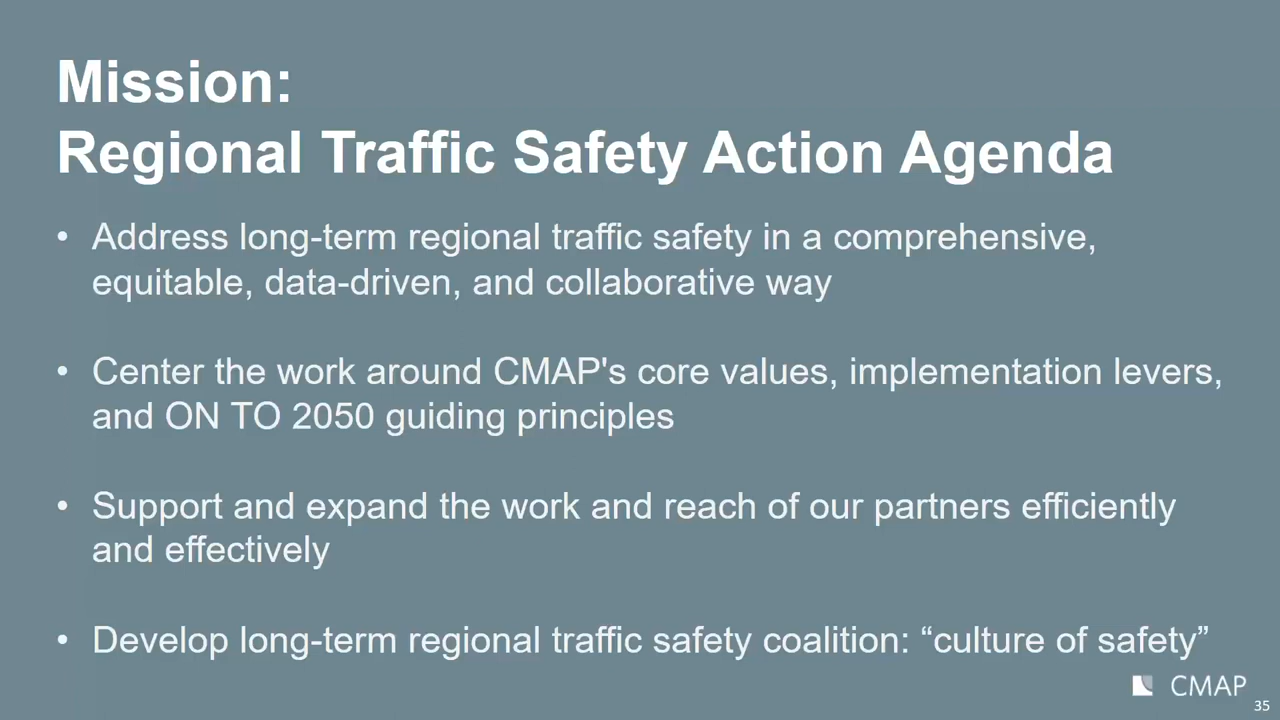 Mission:
Regional Traffic Safety Action Agenda
• Address long-term regional traffic safety in a comprehensive,
equitable, data-driven, and collaborative way
• Center the work around CMAP's core values, implementation levers,
and ON TO 2050 guiding principles
• Support and expand the work and reach of our partners efficiently
and effectively
• Develop long-term regional traffic safety coalition: “culture of safety”
CMAP
35